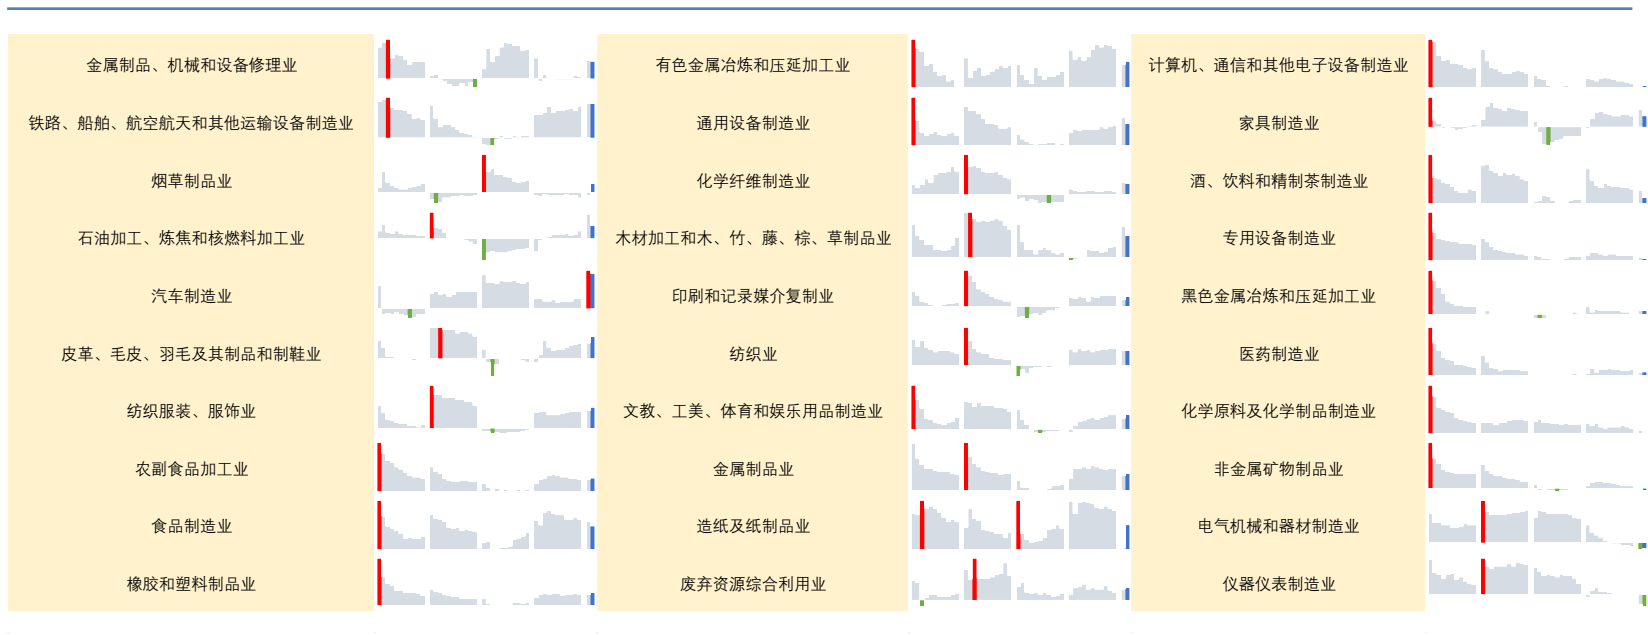 金属制品、机械和设备修理业
有色金属冶炼和压延加工业
计算机、通信和其他电子设备制造业
铁路、船舶、航空航天和其他运输设备制造业
通用设备制造业
家具制造业
烟草制品业
化学纤维制造业
酒、饮料和精制茶制造业
石油加工、炼焦和核燃料加工业
木材加工和木、竹、藤、棕、草制品业
专用设备制造业
汽车制造业
印刷和记录媒介复制业
黑色金属冶炼和压延加工业
皮革、毛皮、羽毛及其制品和制鞋业
纺织业
医药制造业
纺织服装、服饰业
文教、工美、体育和娱乐用品制造业
化学原料及化学制品制造业
农副食品加工业
金属制品业
非金属矿物制品业
食品制造业
造纸及纸制品业
电气机械和器材制造业
橡胶和塑料制品业
废弃资源综合利用业
仪器仪表制造业